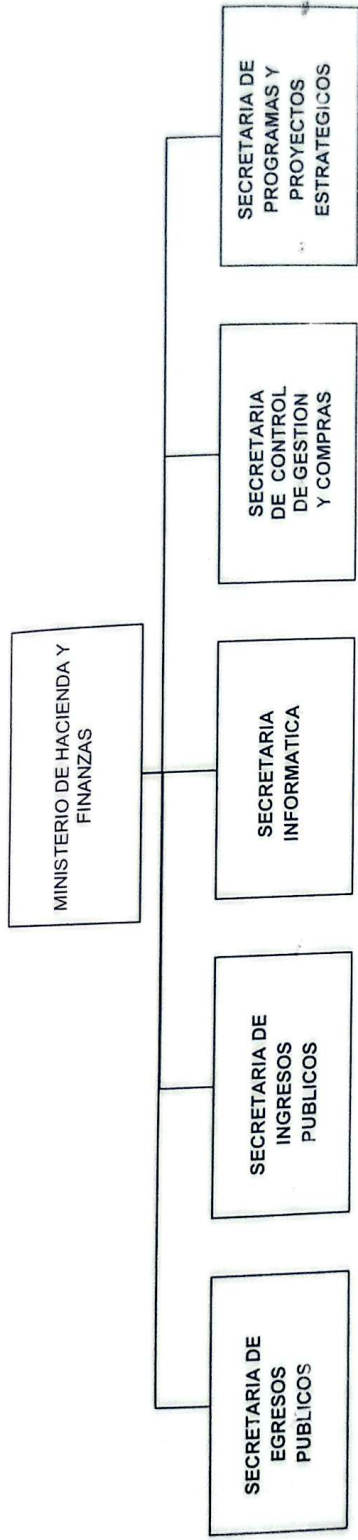 MINISTERIO DE HACIENDA Y
FINANZAS
SECRETARIA DE
EGRESOS
PUBLICOS
SECRETARIA DE
INGRESOS
PUBLICOS
SECRETARIA
INFORMATICA
SECRETARIA
DE CONTROL
DE GESTION
Y COMPRAS
SECRETARIA DE
PROGRAMAS Y
PROYECTOS
ESTRATEGICOS